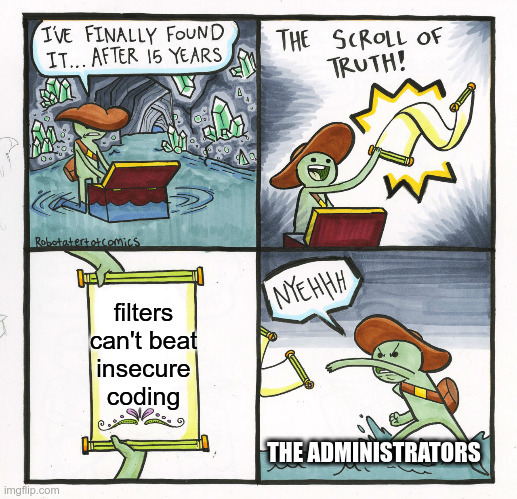 I'VE FINALLY FOUND
IT... AFTER 15 YEARS
THE SCROLL OF
TRUTH!
Robotatertotcomics
filters
can't beat
insecure
coding
NYEHHH
THE ADMINISTRATORS
imgflip.com